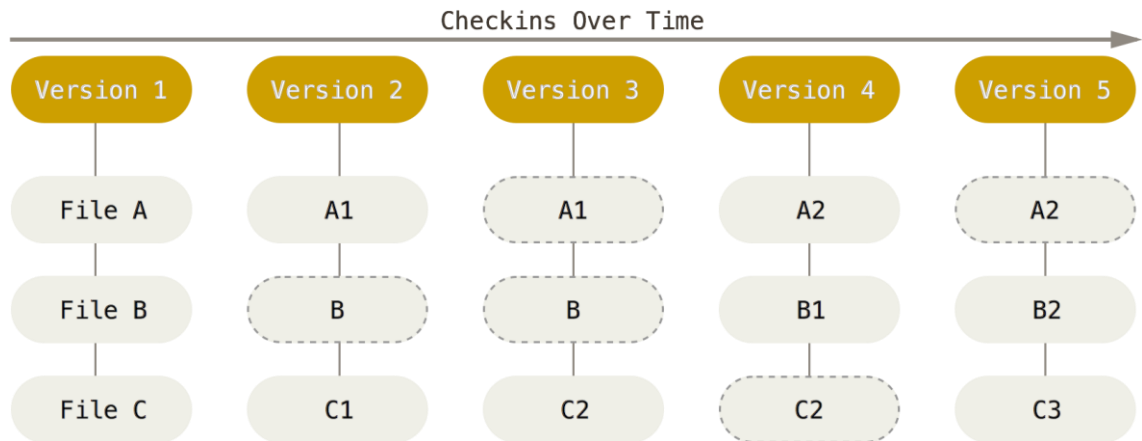 Checkins Over Time
Version 1 Version 2 Version 3 Version 4 Version 5
File A A1 A1 A2 A2
File B B B B1 B2
File C C1 C2 C2 C3